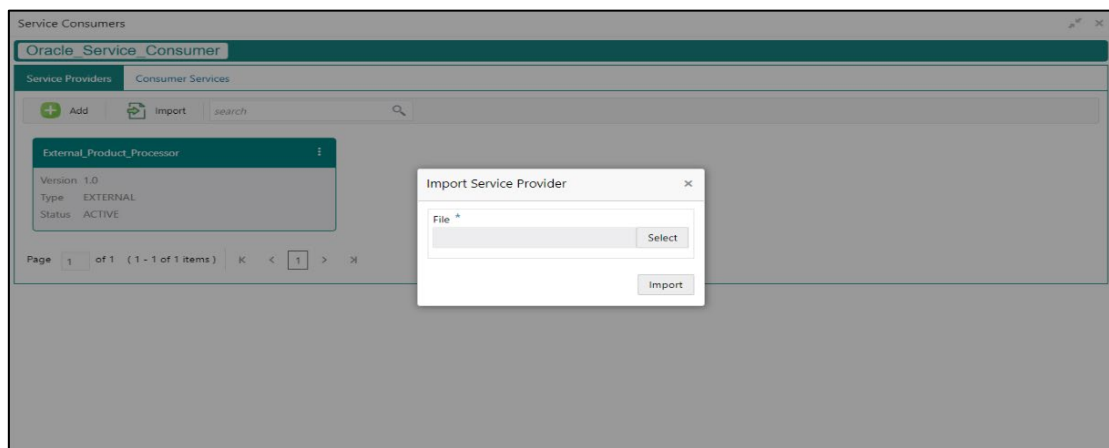 Service Consumers
Oracle_Service_Consumer
Service Providers Consumer Services
Add Import search
External_Product_Processor
Version 1.0
Type EXTERNAL
Status ACTIVE
Page 1 of 1 (1 - 1 of 1 items) K < 1 > >|
Import Service Provider ×
File *
Select
Import